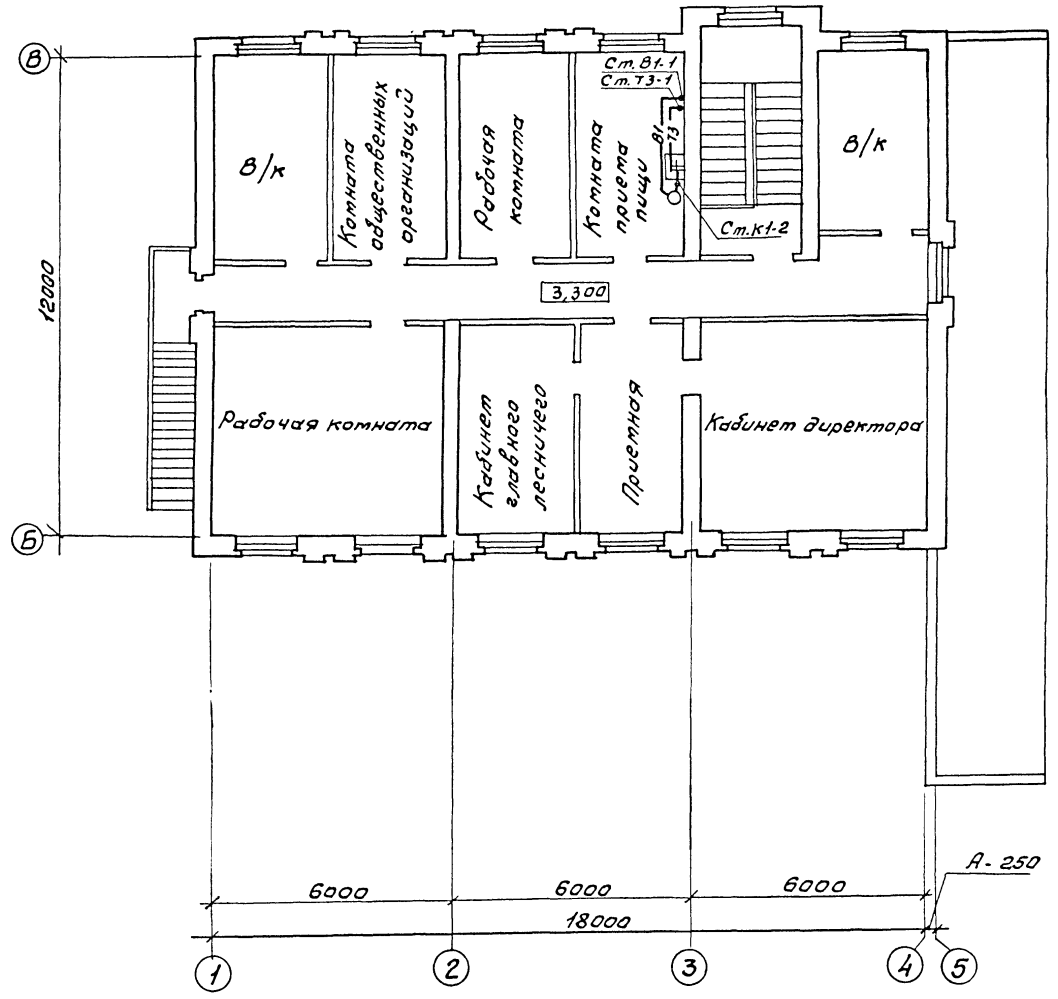 В
Ст. В1-1
Ст. Т3-1
В1
Т3
В/к
Комната
общественных
организаций
Рабочая
комната
Комната
приема
пищи
В/к
Ст. К1-2
12000
3,300
Рабочая комната
Кабинет
главного
лесничего
Приемная
Кабинет директора
Б
А-250
6000
6000
6000
18000
1
2
3
4
5